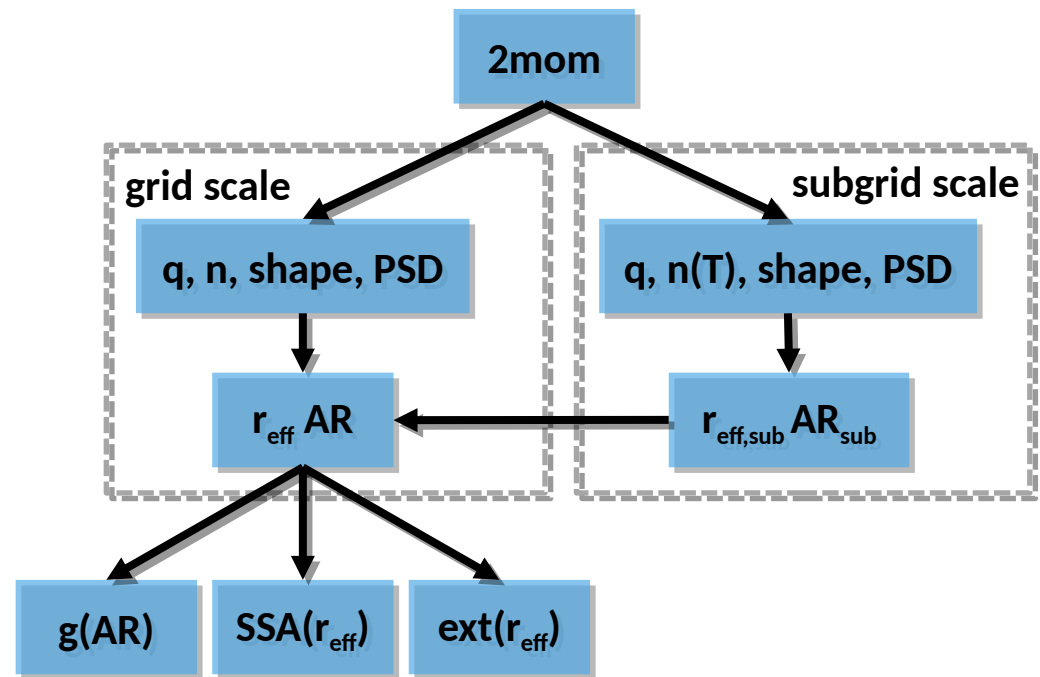 2mom
grid scale
subgrid scale
q, n, shape, PSD
q, n(T), shape, PSD
reff AR
reff,sub ARsub
g(AR)
SSA(reff)
ext(reff)